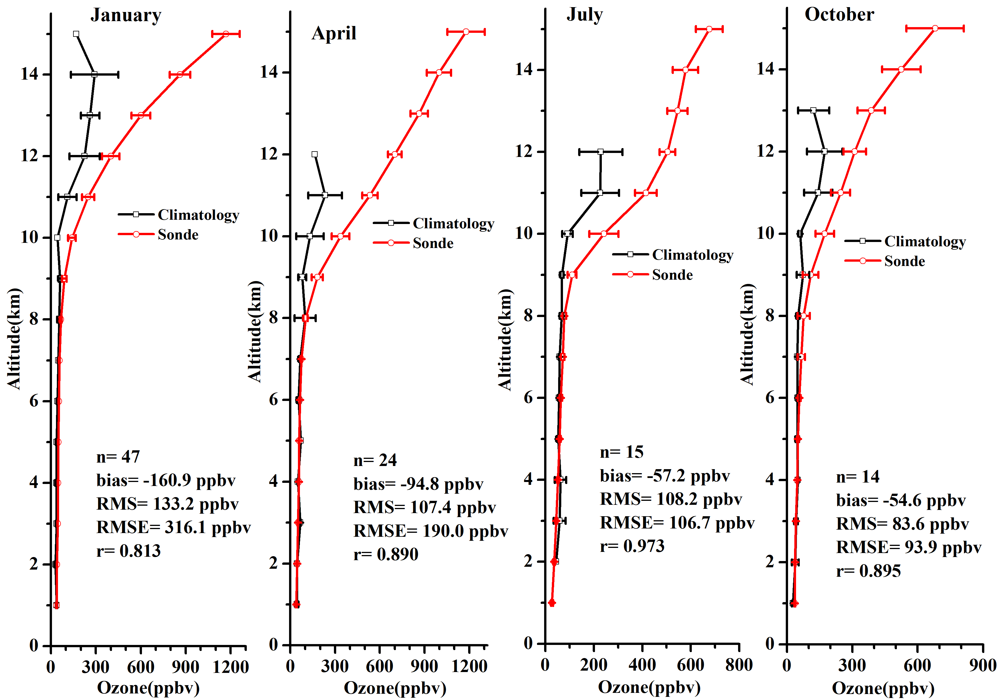 January
Altitude(km)
14
12
10
8
6
4
2
0
Climatology
Sonde
n= 47
bias= -160.9 ppbv
RMS= 133.2 ppbv
RMSE= 316.1 ppbv
r= 0.813
0 300 600 900 1200
Ozone(ppbv)
April
Altitude(km)
14
12
10
8
6
4
2
0
Climatology
Sonde
n= 24
bias= -94.8 ppbv
RMS= 107.4 ppbv
RMSE= 190.0 ppbv
r= 0.890
0 300 600 900 1200
Ozone(ppbv)
July
Altitude(km)
14
12
10
8
6
4
2
0
Climatology
Sonde
n= 15
bias= -57.2 ppbv
RMS= 108.2 ppbv
RMSE= 106.7 ppbv
r= 0.973
0 200 400 600 800
Ozone(ppbv)
October
Altitude(km)
14
12
10
8
6
4
2
0
Climatology
Sonde
n= 14
bias= -54.6 ppbv
RMS= 83.6 ppbv
RMSE= 93.9 ppbv
r= 0.895
0 300 600 900
Ozone(ppbv)